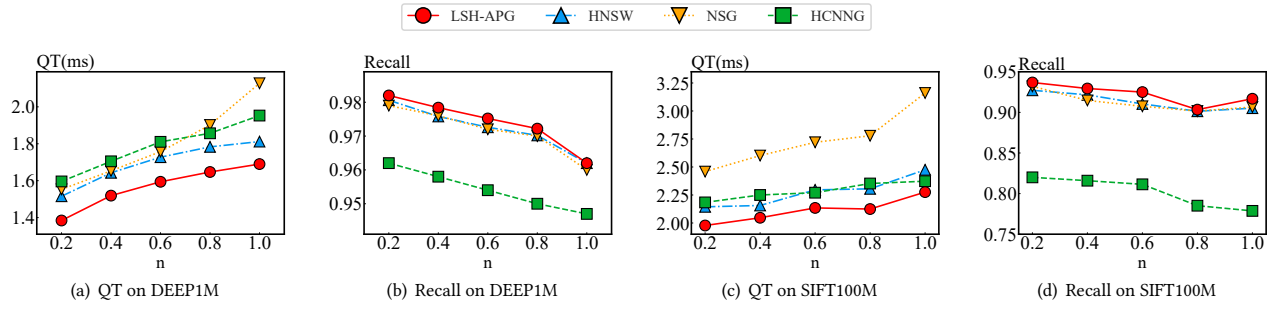 LSH-APG HNSW NSG HCNNG
QT(ms)
2.0
1.8
1.6
1.4
0.2 0.4 0.6 0.8 1.0
n
(a) QT on DEEP1M
Recall
0.98
0.97
0.96
0.95
0.2 0.4 0.6 0.8 1.0
n
(b) Recall on DEEP1M
QT(ms)
3.25
3.00
2.75
2.50
2.25
2.00
0.2 0.4 0.6 0.8 1.0
n
(c) QT on SIFT100M
Recall
0.95
0.90
0.85
0.80
0.75
0.2 0.4 0.6 0.8 1.0
n
(d) Recall on SIFT100M